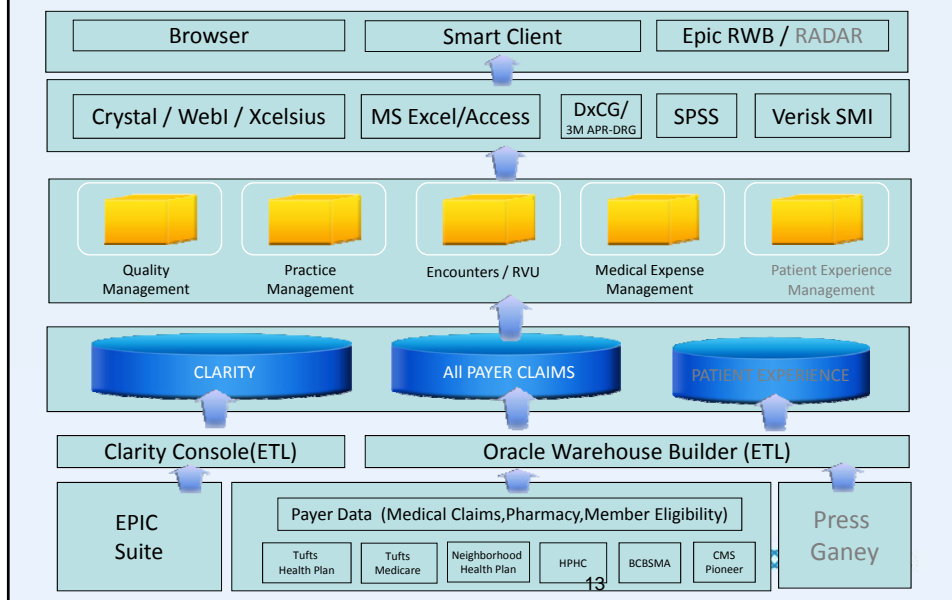 Browser
Smart Client
Epic RWB / RADAR
Crystal / WebI / Xcelsius
MS Excel/Access
DxCG/
3M APR-DRG
SPSS
Verisk SMI
Quality
Management
Practice
Management
Encounters / RVU
Medical Expense
Management
Patient Experience
Management
CLARITY
All PAYER CLAIMS
PATIENT EXPERIENCE
Clarity Console(ETL)
Oracle Warehouse Builder (ETL)
EPIC
Suite
Payer Data (Medical Claims,Pharmacy,Member Eligibility)
Tufts
Health Plan
Tufts
Medicare
Neighborhood
Health Plan
HPHC
BCBSMA
CMS
Pioneer
Press
Ganey
13